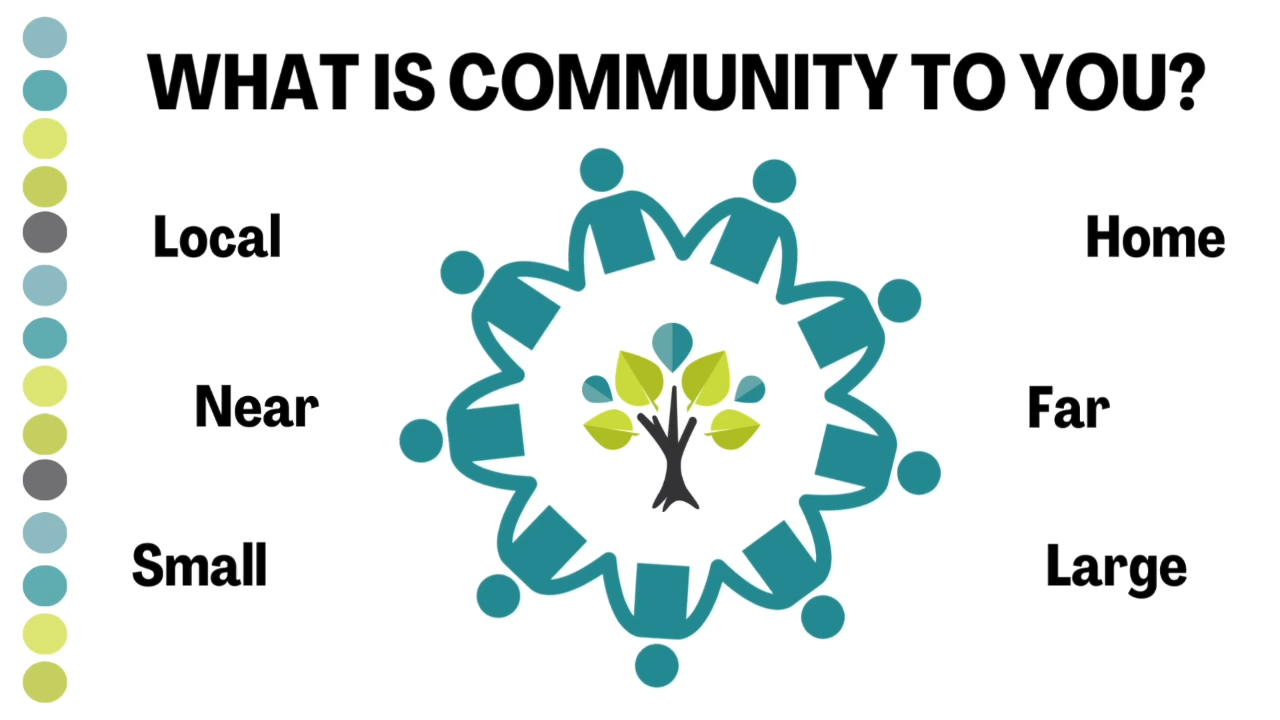 WHAT IS COMMUNITY TO YOU?
Local
Home
Near
Far
Small
Large